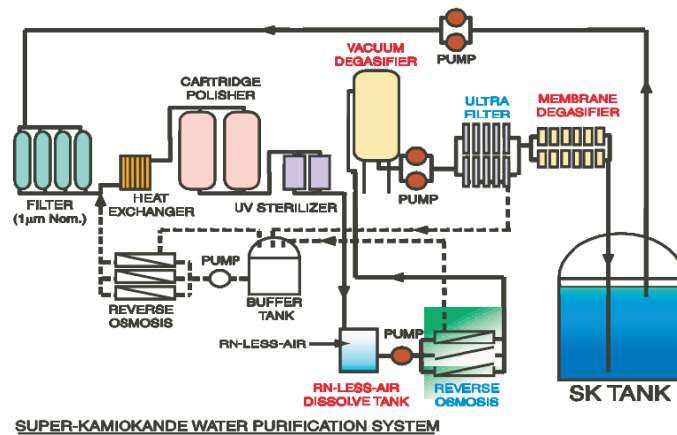 VACUUM
DEGASIFIER
PUMP
CARTRIDGE
POLISHER
ULTRA
FILTER
MEMBRANE
DEGASIFIER
FILTER
(1μm Nom.)
HEAT
EXCHANGER
UV STERILIZER
PUMP
PUMP
REVERSE
OSMOSIS
BUFFER
TANK
RN-LESS-AIR
PUMP
RN-LESS-AIR
DISSOLVE TANK
REVERSE
OSMOSIS
SK TANK
SUPER-KAMIOKANDE WATER PURIFICATION SYSTEM